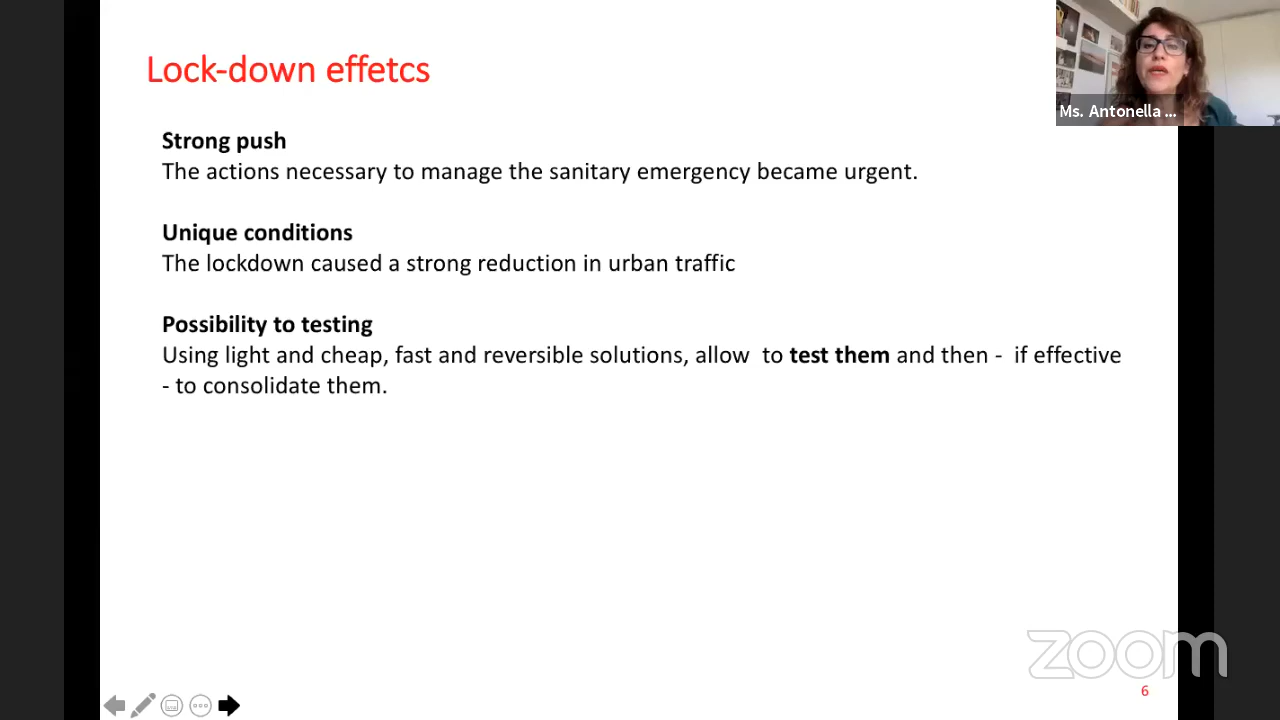 Lock-down effetcs
Ms. Antonella ...
Strong push
The actions necessary to manage the sanitary emergency became urgent.
Unique conditions
The lockdown caused a strong reduction in urban traffic
Possibility to testing
Using light and cheap, fast and reversible solutions, allow  to test them and then -  if effective
- to consolidate them.
zoom
6